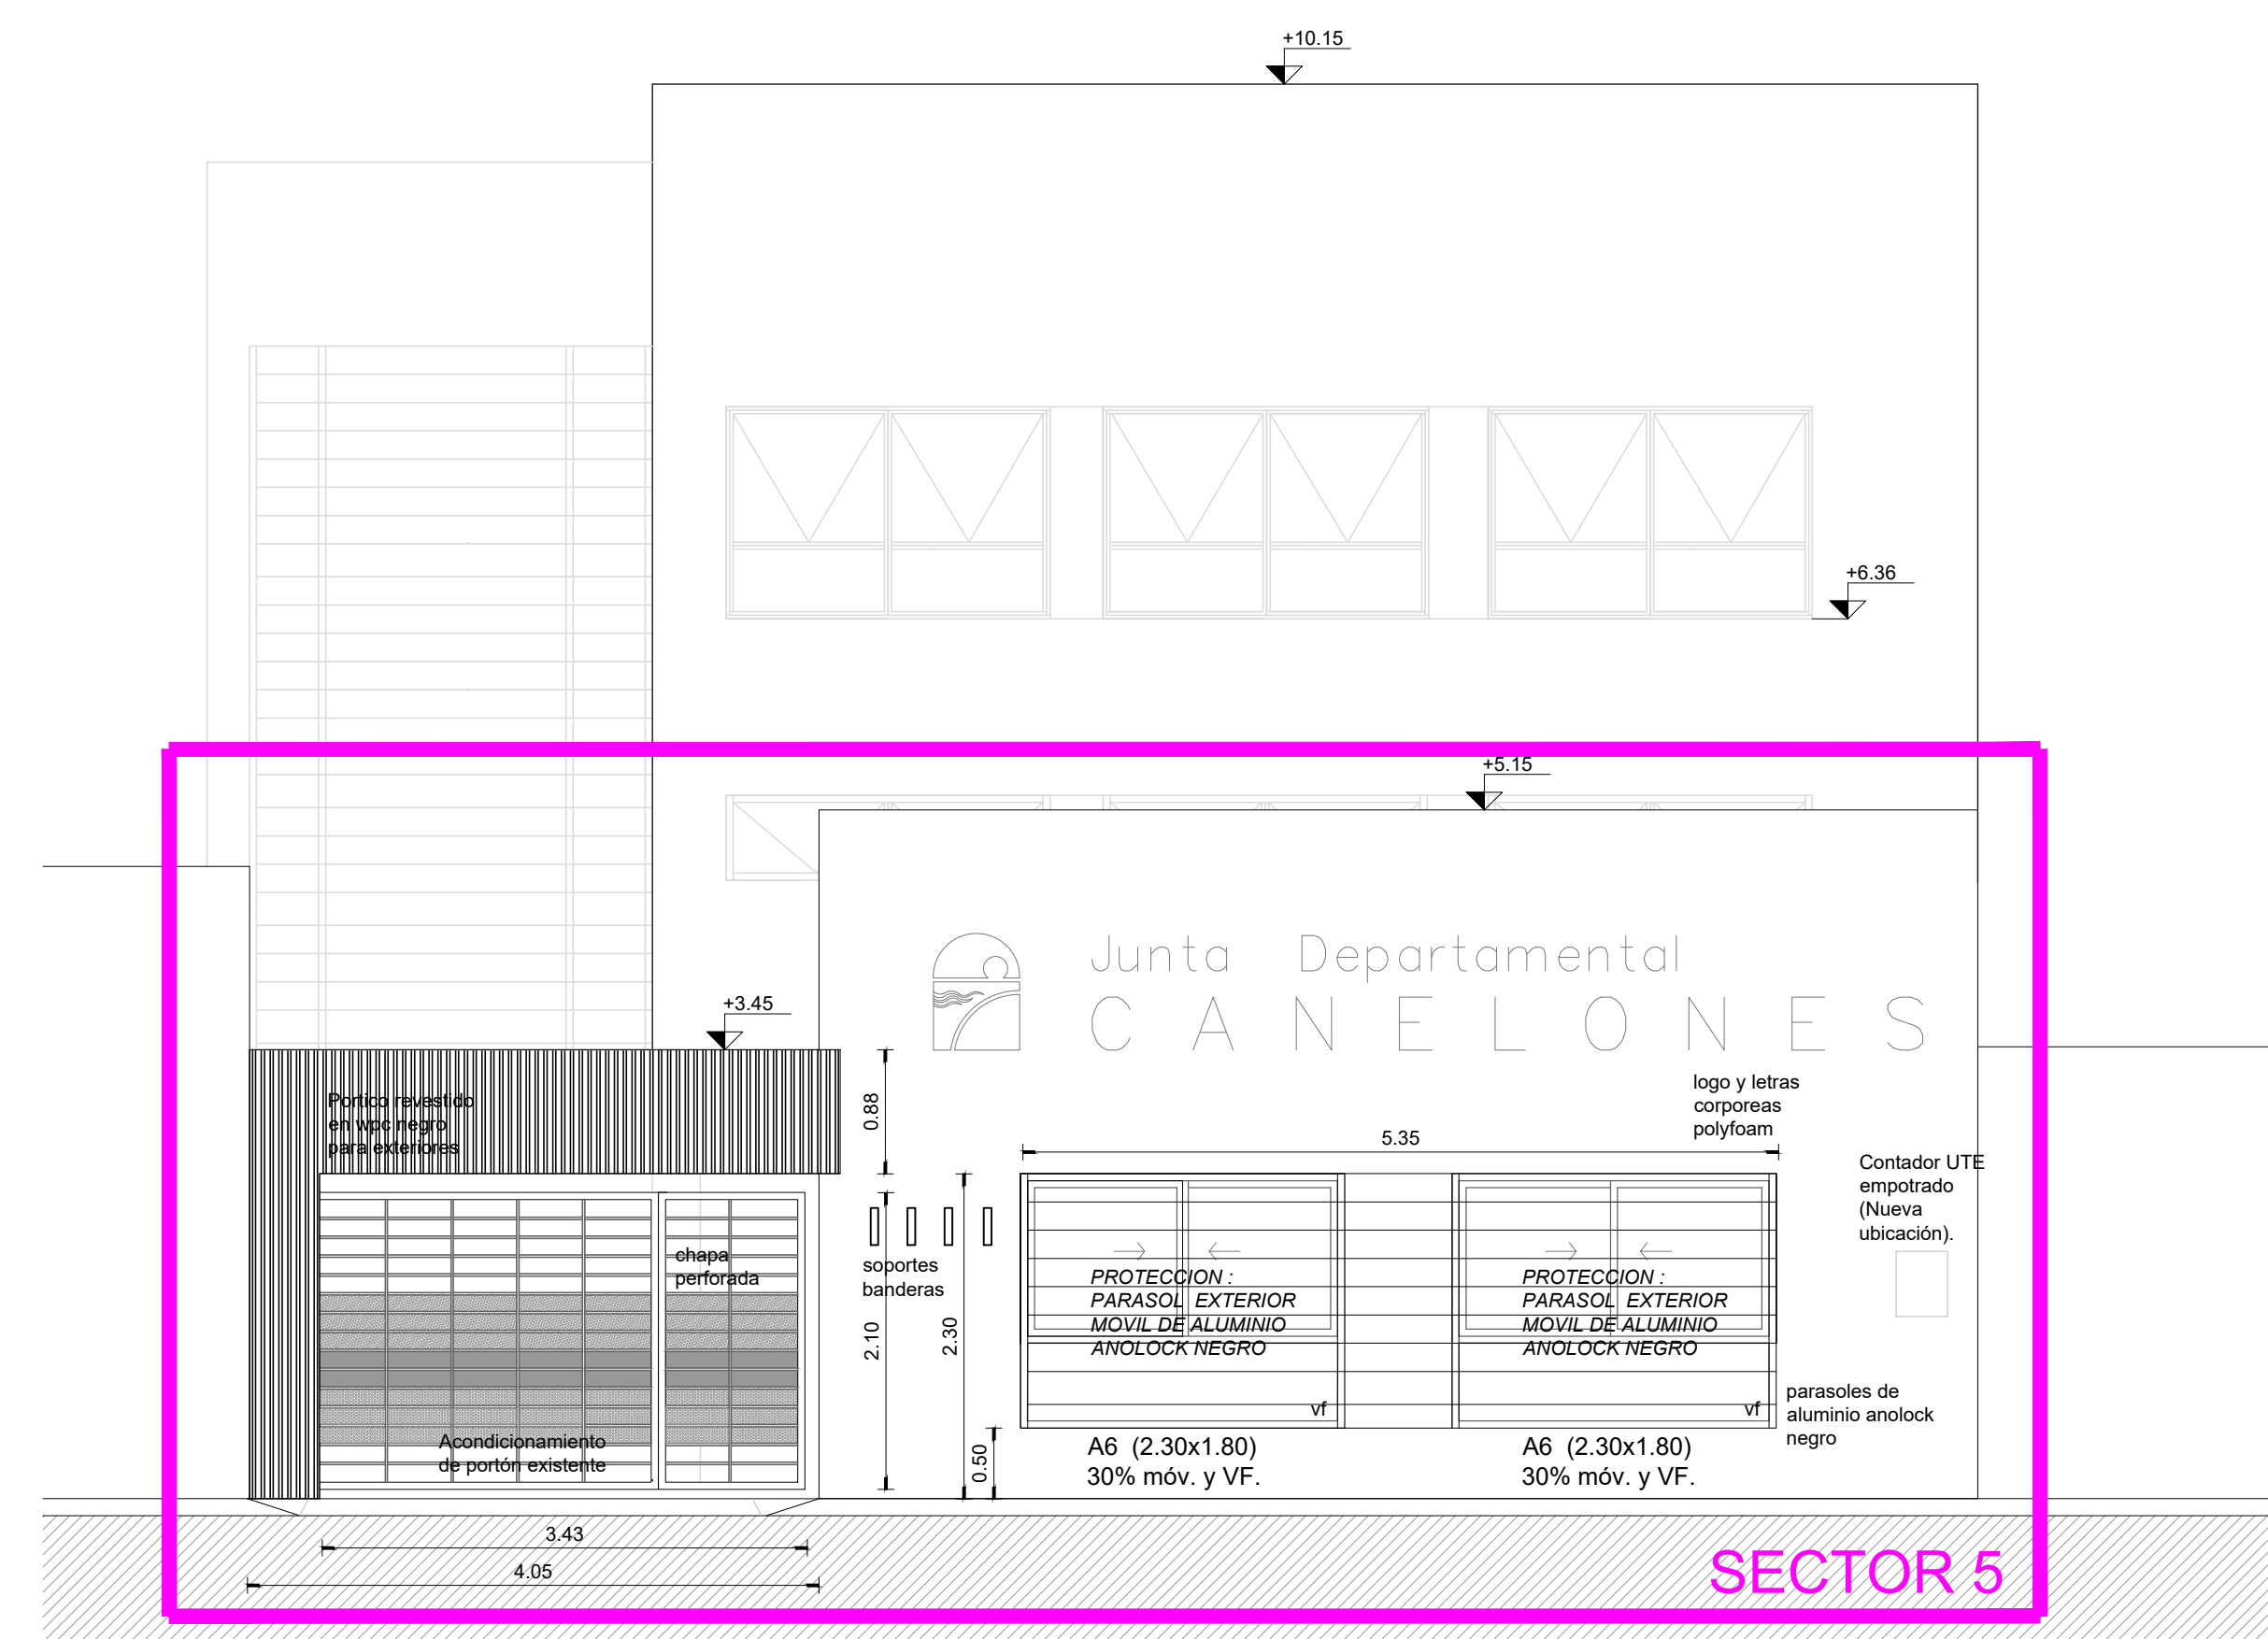 +10.15
+6.36
+5.15
Junta Departamental
CANELONES
+3.45
logo y letras
corporeas
polyfoam
Portico revestido
en wpc negro
para exteriores
0.88
5.35
Contador UTE
empotrado
(Nueva
ubicación).
chapa
perforada
soportes
banderas
PROTECCION :
PARASOL EXTERIOR
MOVIL DE ALUMINIO
ANOLOCK NEGRO
PROTECCION :
PARASOL EXTERIOR
MOVIL DE ALUMINIO
ANOLOCK NEGRO
2.10
2.30
vf
vf
parasoles de
aluminio anolock
negro
Acondicionamiento
de portón existente
0.50
A6 (2.30x1.80)
30% móv. y VF.
A6 (2.30x1.80)
30% móv. y VF.
3.43
4.05
SECTOR 5